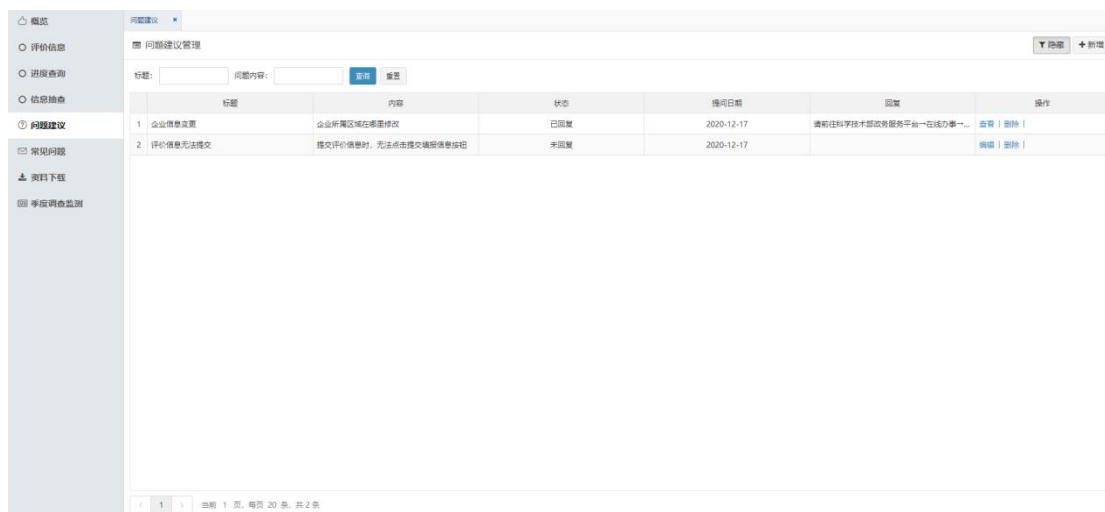 概览
评价信息
进度查询
信息抽查
问题建议
常见问题
资料下载
季度调查监测
问题建议 ×
问题建议管理
隐藏 + 新增
标题： 问题内容： 查询 重置
标题 内容 状态 提问日期 回复 操作
1 企业信息变更 企业所属区域在哪里修改 已回复 2020-12-17 请前往科学技术部政务服务平台→在线办事→... 查看 | 删除 |
2 评价信息无法提交 提交评价信息时，无法点击提交填报信息按钮 未回复 2020-12-17 编辑 | 删除 |
‹ 1 › 当前 1 页, 每页 20 条, 共 2 条